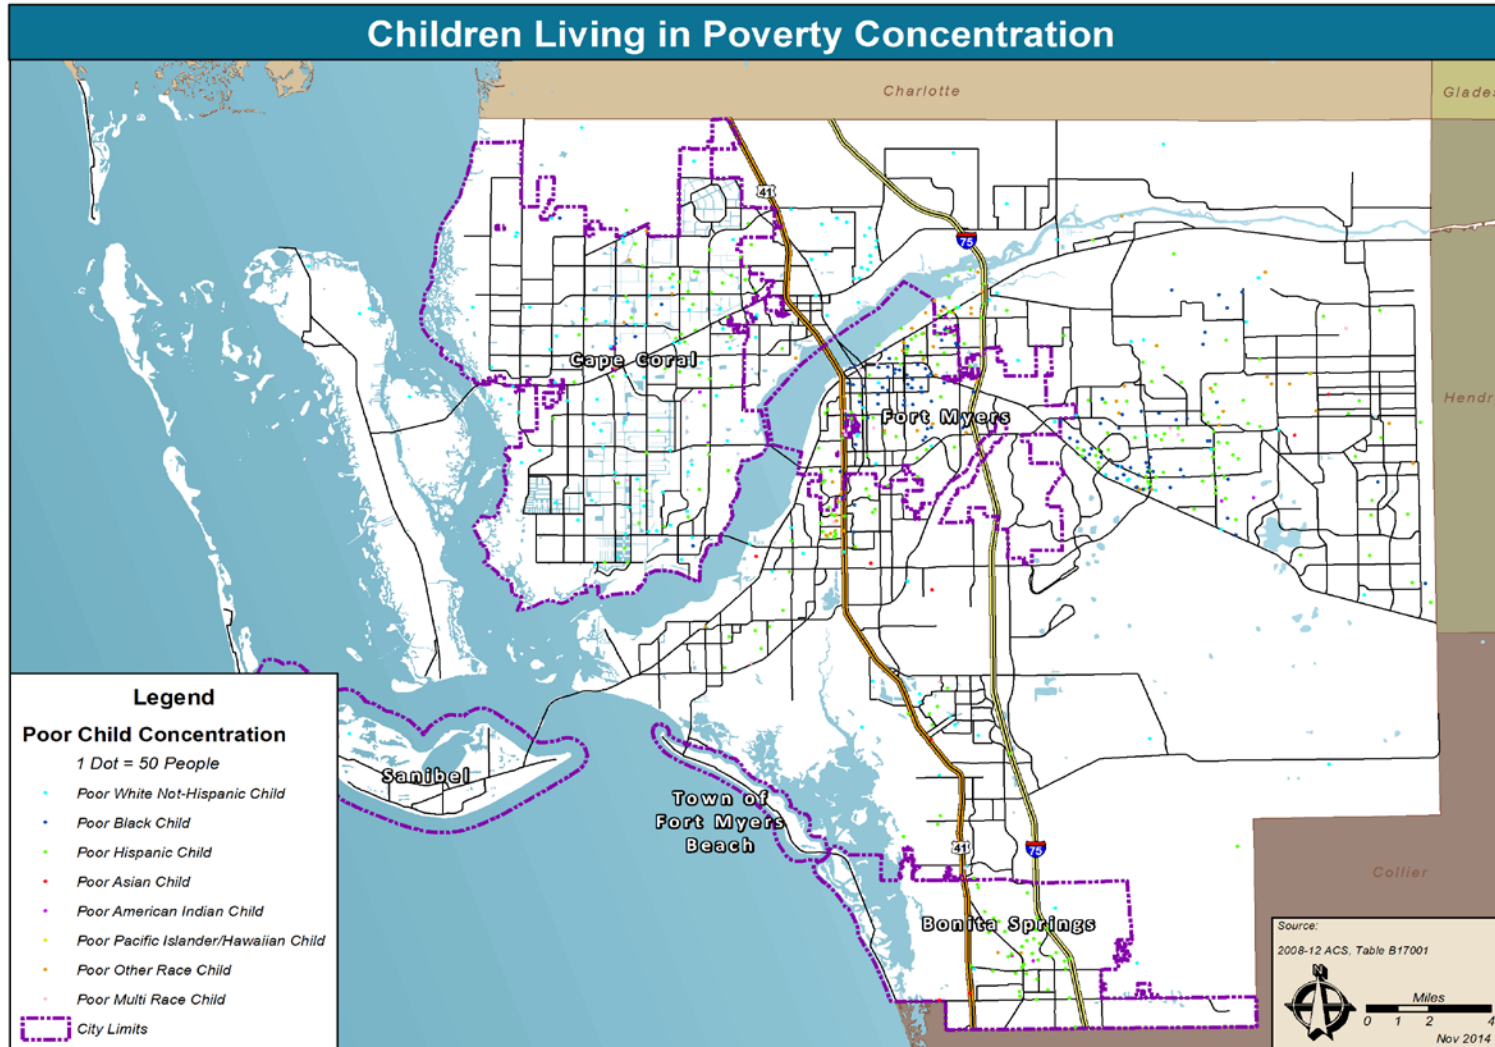 Children Living in Poverty Concentration
Charlotte
Glades
41
75
Cape Coral
Fort Myers
Hendr
Legend
Poor Child Concentration
1 Dot = 50 People
Poor White Not-Hispanic Child
Poor Black Child
Poor Hispanic Child
Poor Asian Child
Poor American Indian Child
Poor Pacific Islander/Hawaiian Child
Poor Other Race Child
Poor Multi Race Child
City Limits
Sanibel
Town of
Fort Myers
Beach
41
75
Collier
Bonita Springs
Source:
2008-12 ACS, Table B17001
N
Miles
0 1 2 4
Nov 2014